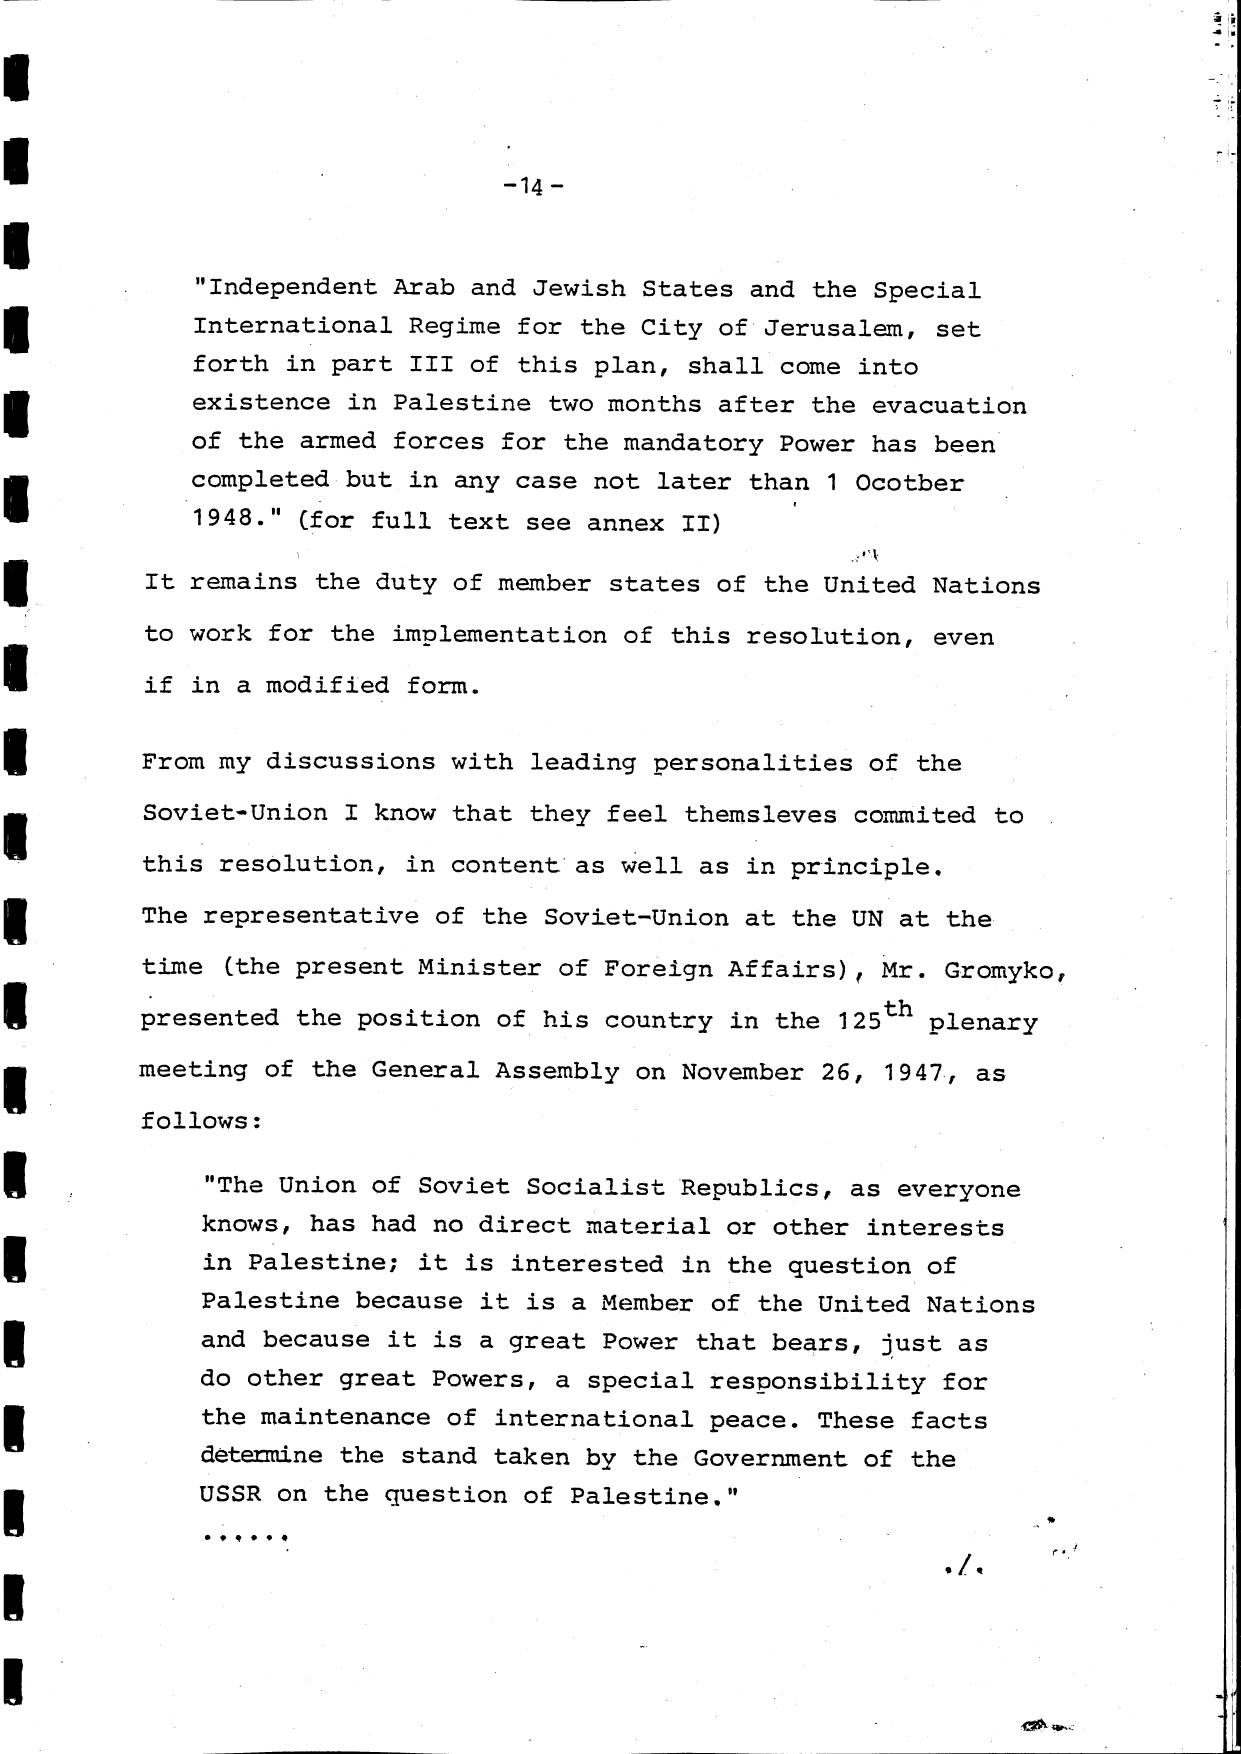 -14-
"Independent Arab and Jewish States and the Special
International Regime for the City of Jerusalem, set
forth in part III of this plan, shall come into
existence in Palestine two months after the evacuation
of the armed forces for the mandatory Power has been
completed but in any case not later than 1 Ocotber
1948." (for full text see annex II)
It remains the duty of member states of the United Nations
to work for the implementation of this resolution, even
if in a modified form.
From my discussions with leading personalities of the
Soviet-Union I know that they feel themsleves commited to
this resolution, in content as well as in principle.
The representative of the Soviet-Union at the UN at the
time (the present Minister of Foreign Affairs), Mr. Gromyko,
presented the position of his country in the 125th plenary
meeting of the General Assembly on November 26, 1947, as
follows:
"The Union of Soviet Socialist Republics, as everyone
knows, has had no direct material or other interests
in Palestine; it is interested in the question of
Palestine because it is a Member of the United Nations
and because it is a great Power that bears, just as
do other great Powers, a special responsibility for
the maintenance of international peace. These facts
determine the stand taken by the Government of the
USSR on the question of Palestine."
......
./.